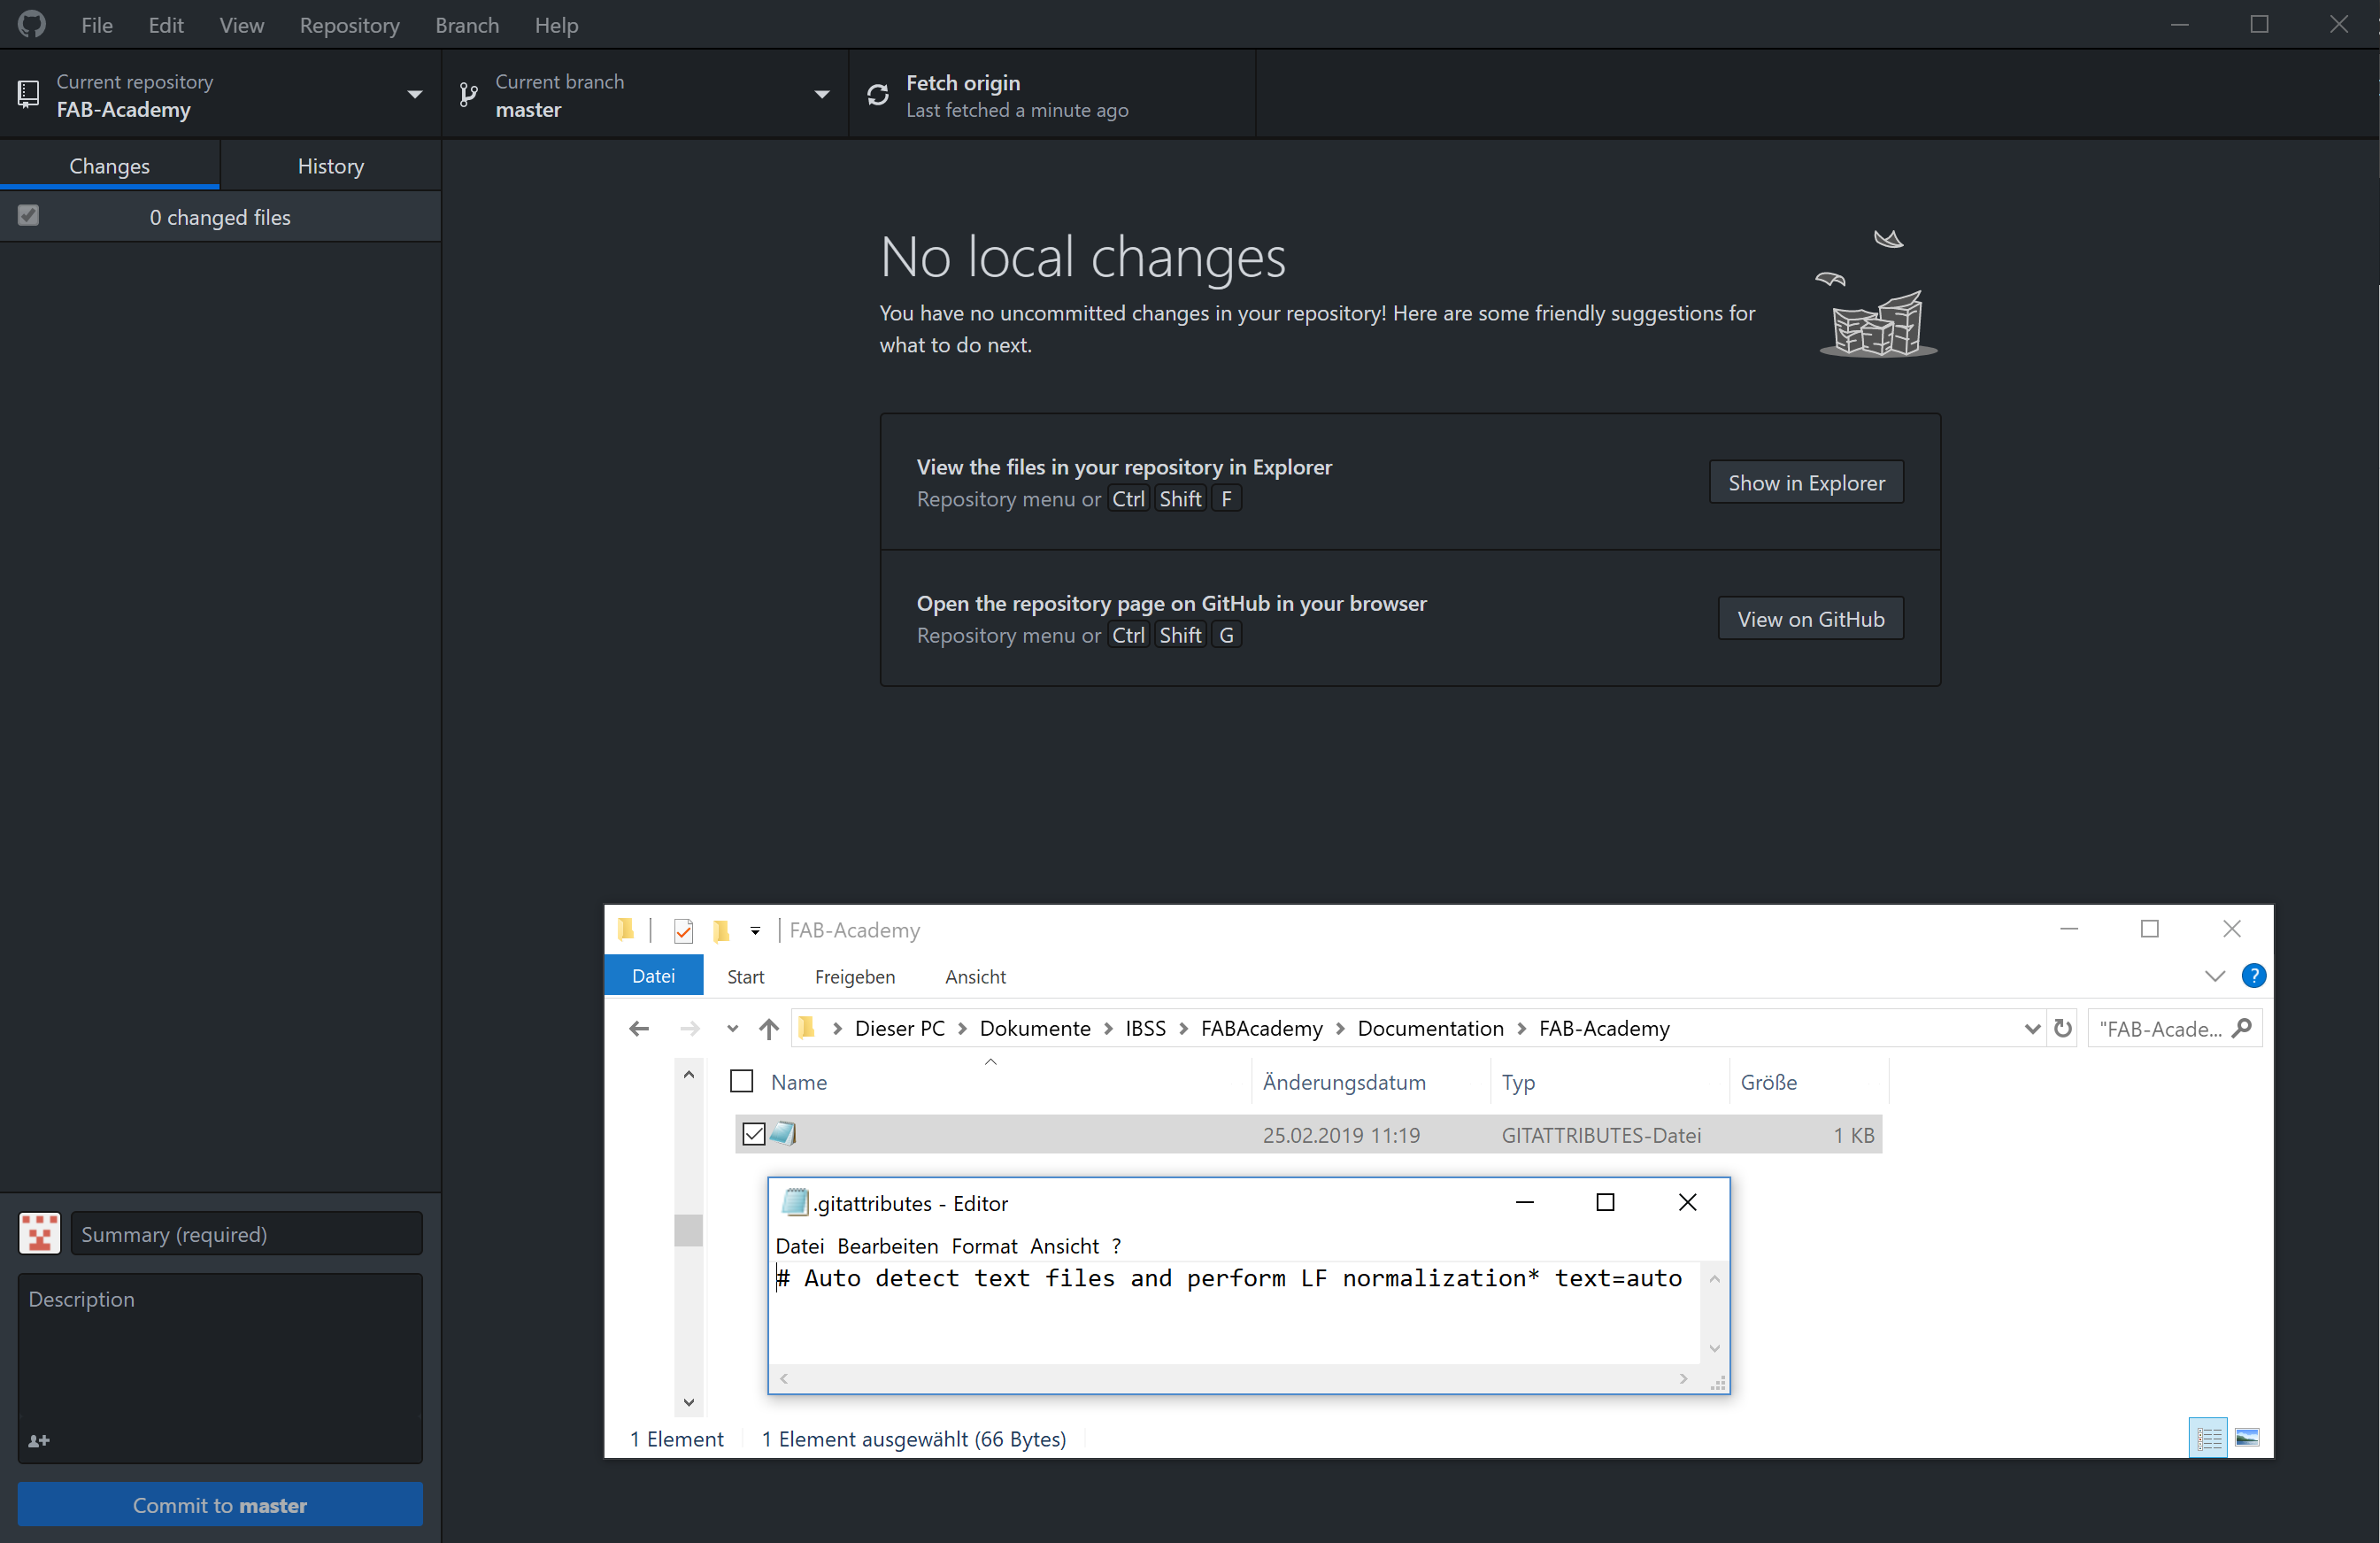 File Edit View Repository Branch Help
Current repository
FAB-Academy
Current branch
master
Fetch origin
Last fetched a minute ago
Changes History
0 changed files
No local changes
You have no uncommitted changes in your repository! Here are some friendly suggestions for
what to do next.
View the files in your repository in Explorer
Repository menu or Ctrl Shift F
Show in Explorer
Open the repository page on GitHub in your browser
Repository menu or Ctrl Shift G
View on GitHub
FAB-Academy
Datei Start Freigeben Ansicht ?
Dieser PC Dokumente IBSS FABAcademy Documentation FAB-Academy "FAB-Acade...
Name Änderungsdatum Typ Größe
25.02.2019 11:19 GITATTRIBUTES-Datei 1 KB
.gitattributes - Editor
Datei Bearbeiten Format Ansicht ?
# Auto detect text files and perform LF normalization* text=auto
1 Element 1 Element ausgewählt (66 Bytes)
Summary (required)
Description
Commit to master